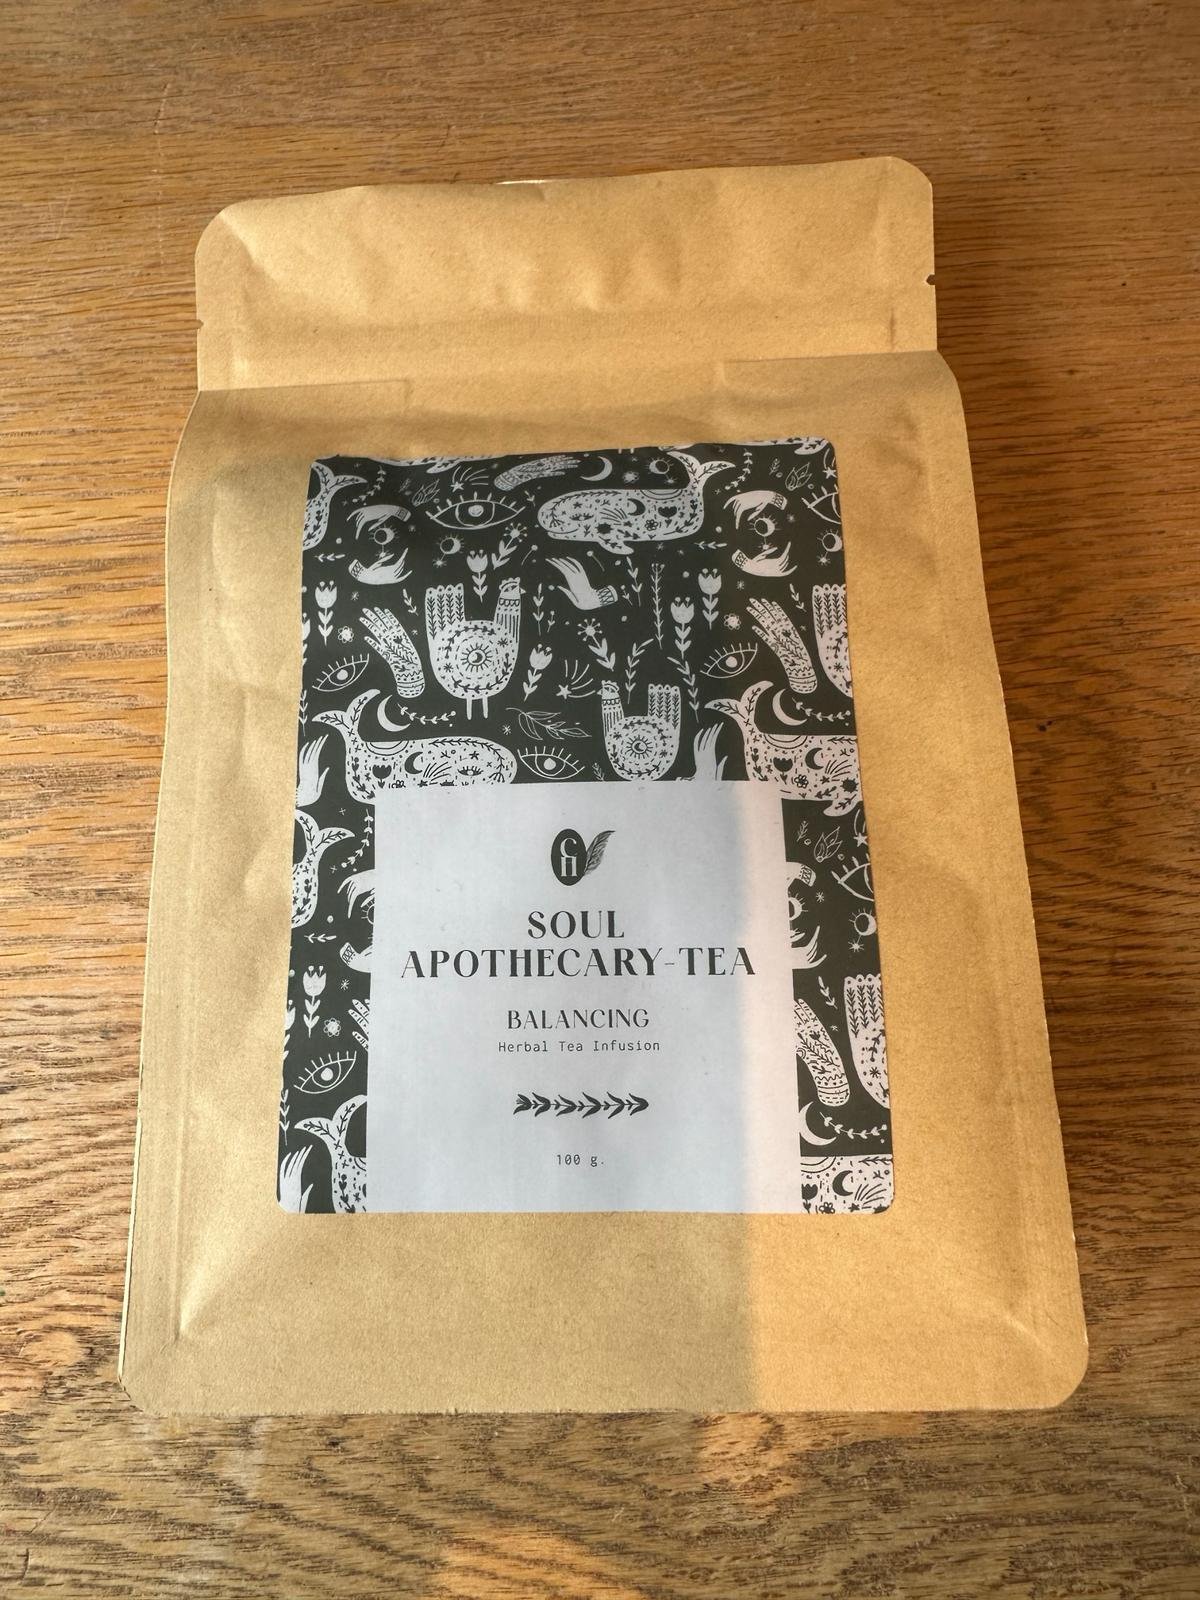 SOUL
APOTHECARY-TEA
BALANCING
Herbal Tea Infusion
100 g.